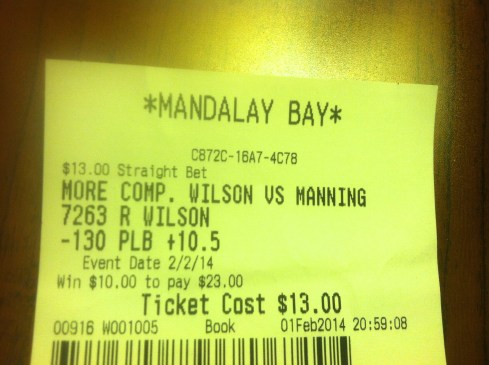 *MANDALAY BAY*
C872C-16A7-4C78
$13.00 Straight Bet
MORE COMP. WILSON VS MANNING
7263 R WILSON
-130 PLB +10.5
Event Date 2/2/14
Win $10.00 to pay $23.00
Ticket Cost $13.00
00916 W001005 Book 01Feb2014 20:59:08